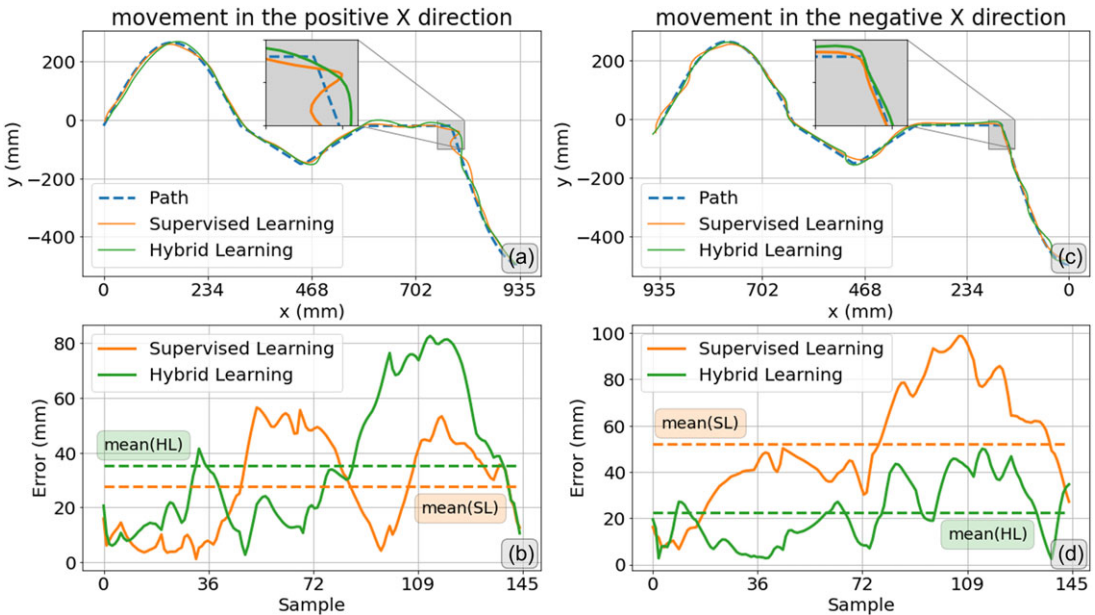 movement in the positive X direction
y (mm)
200
0
−200
−400
Path
Supervised Learning
Hybrid Learning
(a)
0
234
468
702
935
x (mm)
movement in the negative X direction
y (mm)
200
0
−200
−400
Path
Supervised Learning
Hybrid Learning
(c)
935
702
468
234
0
x (mm)
Error (mm)
80
60
40
20
0
Supervised Learning
Hybrid Learning
mean(HL)
mean(SL)
(b)
0
36
72
109
145
Sample
Error (mm)
100
80
60
40
20
0
Supervised Learning
Hybrid Learning
mean(SL)
mean(HL)
(d)
0
36
72
109
145
Sample